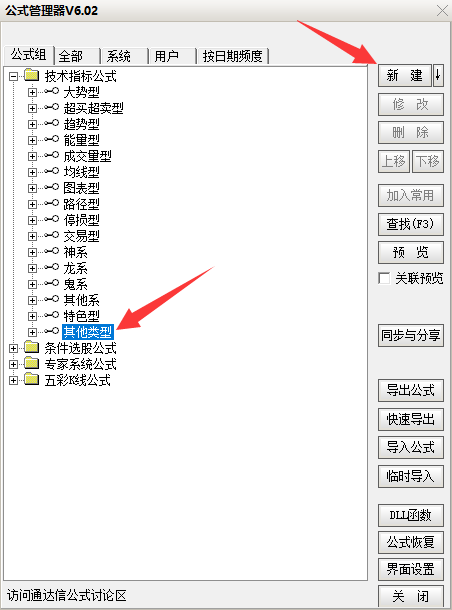 公式管理器V6.02
公式组 全部 系统 用户 按日期频度
技术指标公式
大势型
超买超卖型
趋势型
能量型
成交量型
均线型
图表型
路径型
停损型
交易型
神系
龙系
鬼系
其他系
特色型
其他类型
条件选股公式
专家系统公式
五彩K线公式
新 建 ↓
修 改
删 除
上移 下移
加入常用
查找(F3)
预 览
关联预览
同步与分享
导出公式
快速导出
导入公式
临时导入
DLL函数
公式恢复
界面设置
访问通达信公式讨论区
关 闭